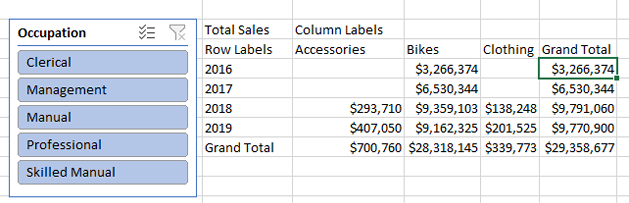 Occupation
Clerical
Management
Manual
Professional
Skilled Manual
Total Sales Column Labels
Row Labels Accessories Bikes Clothing Grand Total
2016 $3,266,374 $3,266,374
2017 $6,530,344 $6,530,344
2018 $293,710 $9,359,103 $138,248 $9,791,060
2019 $407,050 $9,162,325 $201,525 $9,770,900
Grand Total $700,760 $28,318,145 $339,773 $29,358,677